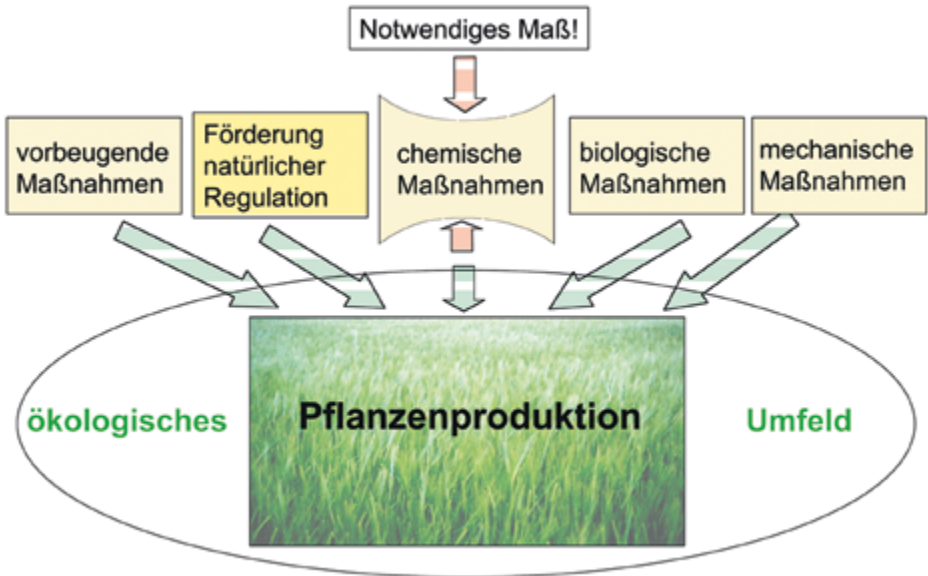 Notwendiges Maß!
vorbeugende
Maßnahmen
Förderung
natürlicher
Regulation
chemische
Maßnahmen
biologische
Maßnahmen
mechanische
Maßnahmen
ökologisches
Pflanzenproduktion
Umfeld